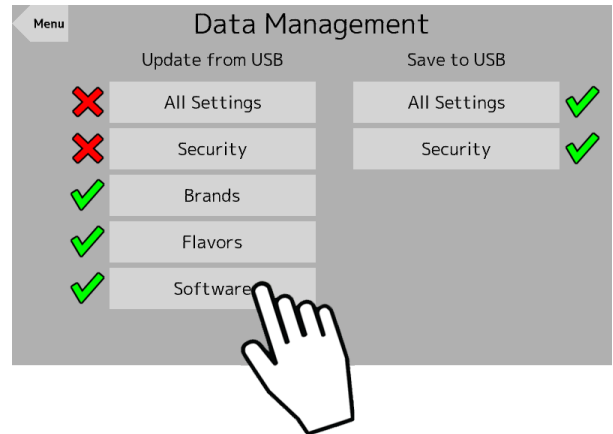 Menu
Data Management
Update from USB
Save to USB
All Settings
All Settings
Security
Security
Brands
Flavors
Software